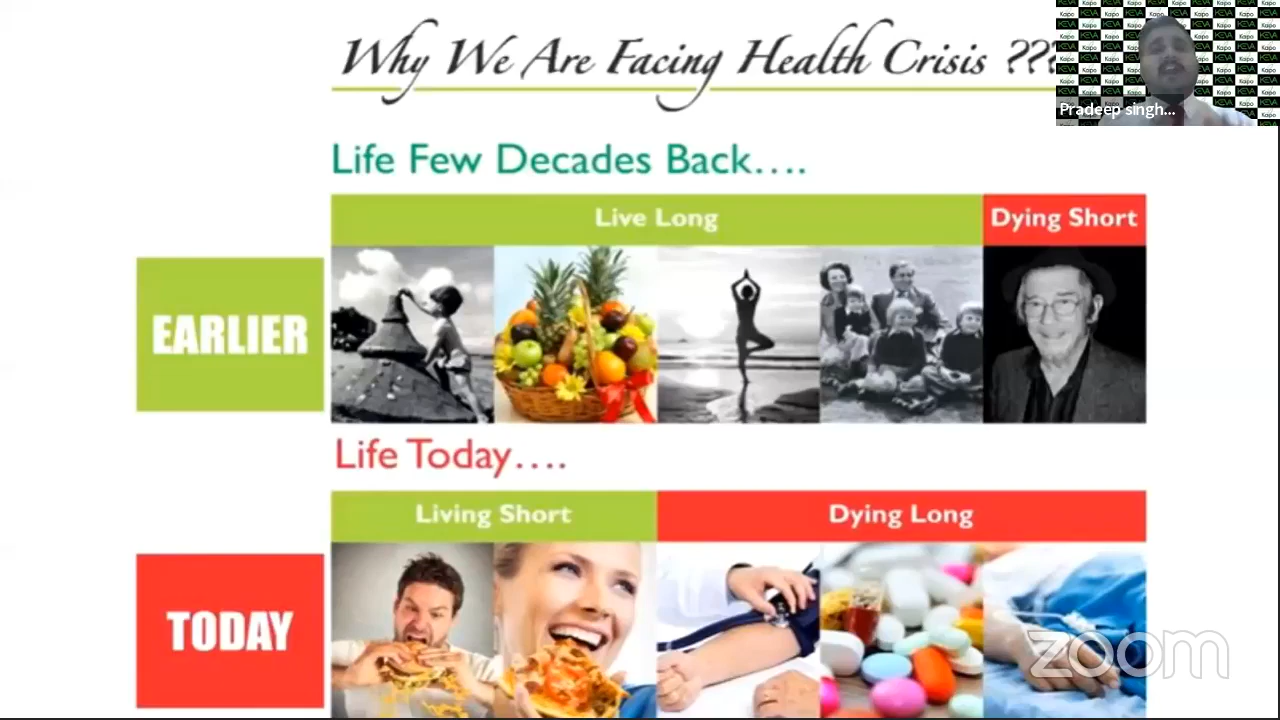 Why We Are Facing Health Crisis ???
Pradeep singh...
Life Few Decades Back....
Live Long
Dying Short
EARLIER
Life Today....
Living Short
Dying Long
TODAY
zoom